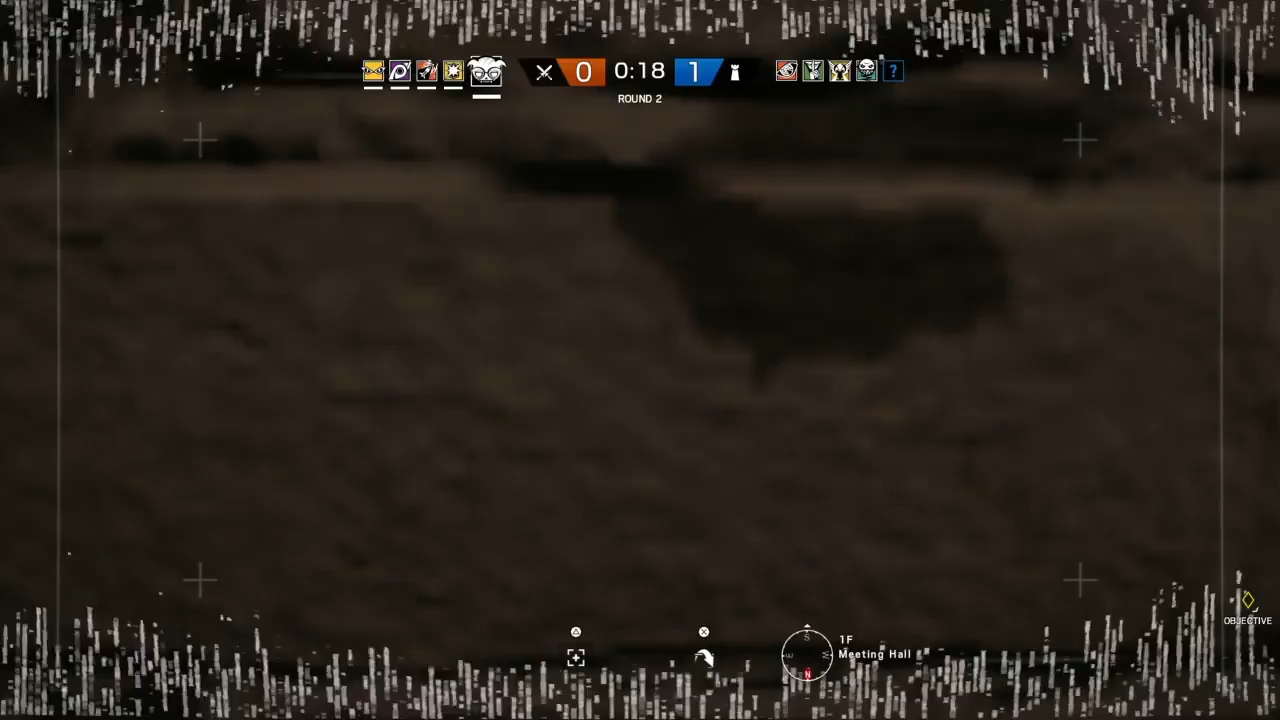 0 0:18 1 ?
ROUND 2
OBJECTIVE
1F
S
Meeting Hall
N